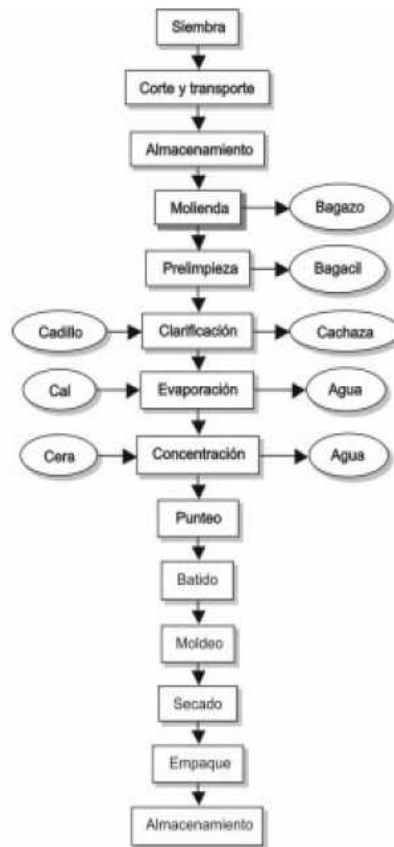 Siembra
Corte y transporte
Almacenamiento
Molienda
Bagazo
Prelimpieza
Bagacil
Cadillo
Clarificación
Cachaza
Cal
Evaporación
Agua
Cera
Concentración
Agua
Punteo
Batido
Moldeo
Secado
Empaque
Almacenamiento